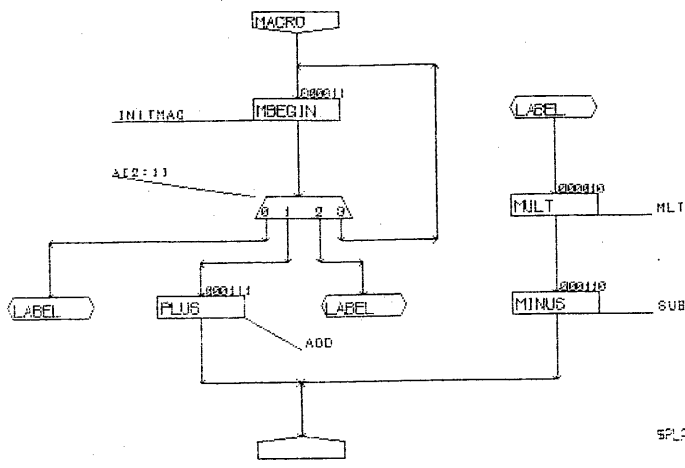 MACRO
000011
MBEGIN
INITMAC
LABEL
A[2:1]
0 1 2 3
000010
MULT
MLT
LABEL
000111
PLUS
LABEL
000110
MINUS
SUB
ADD